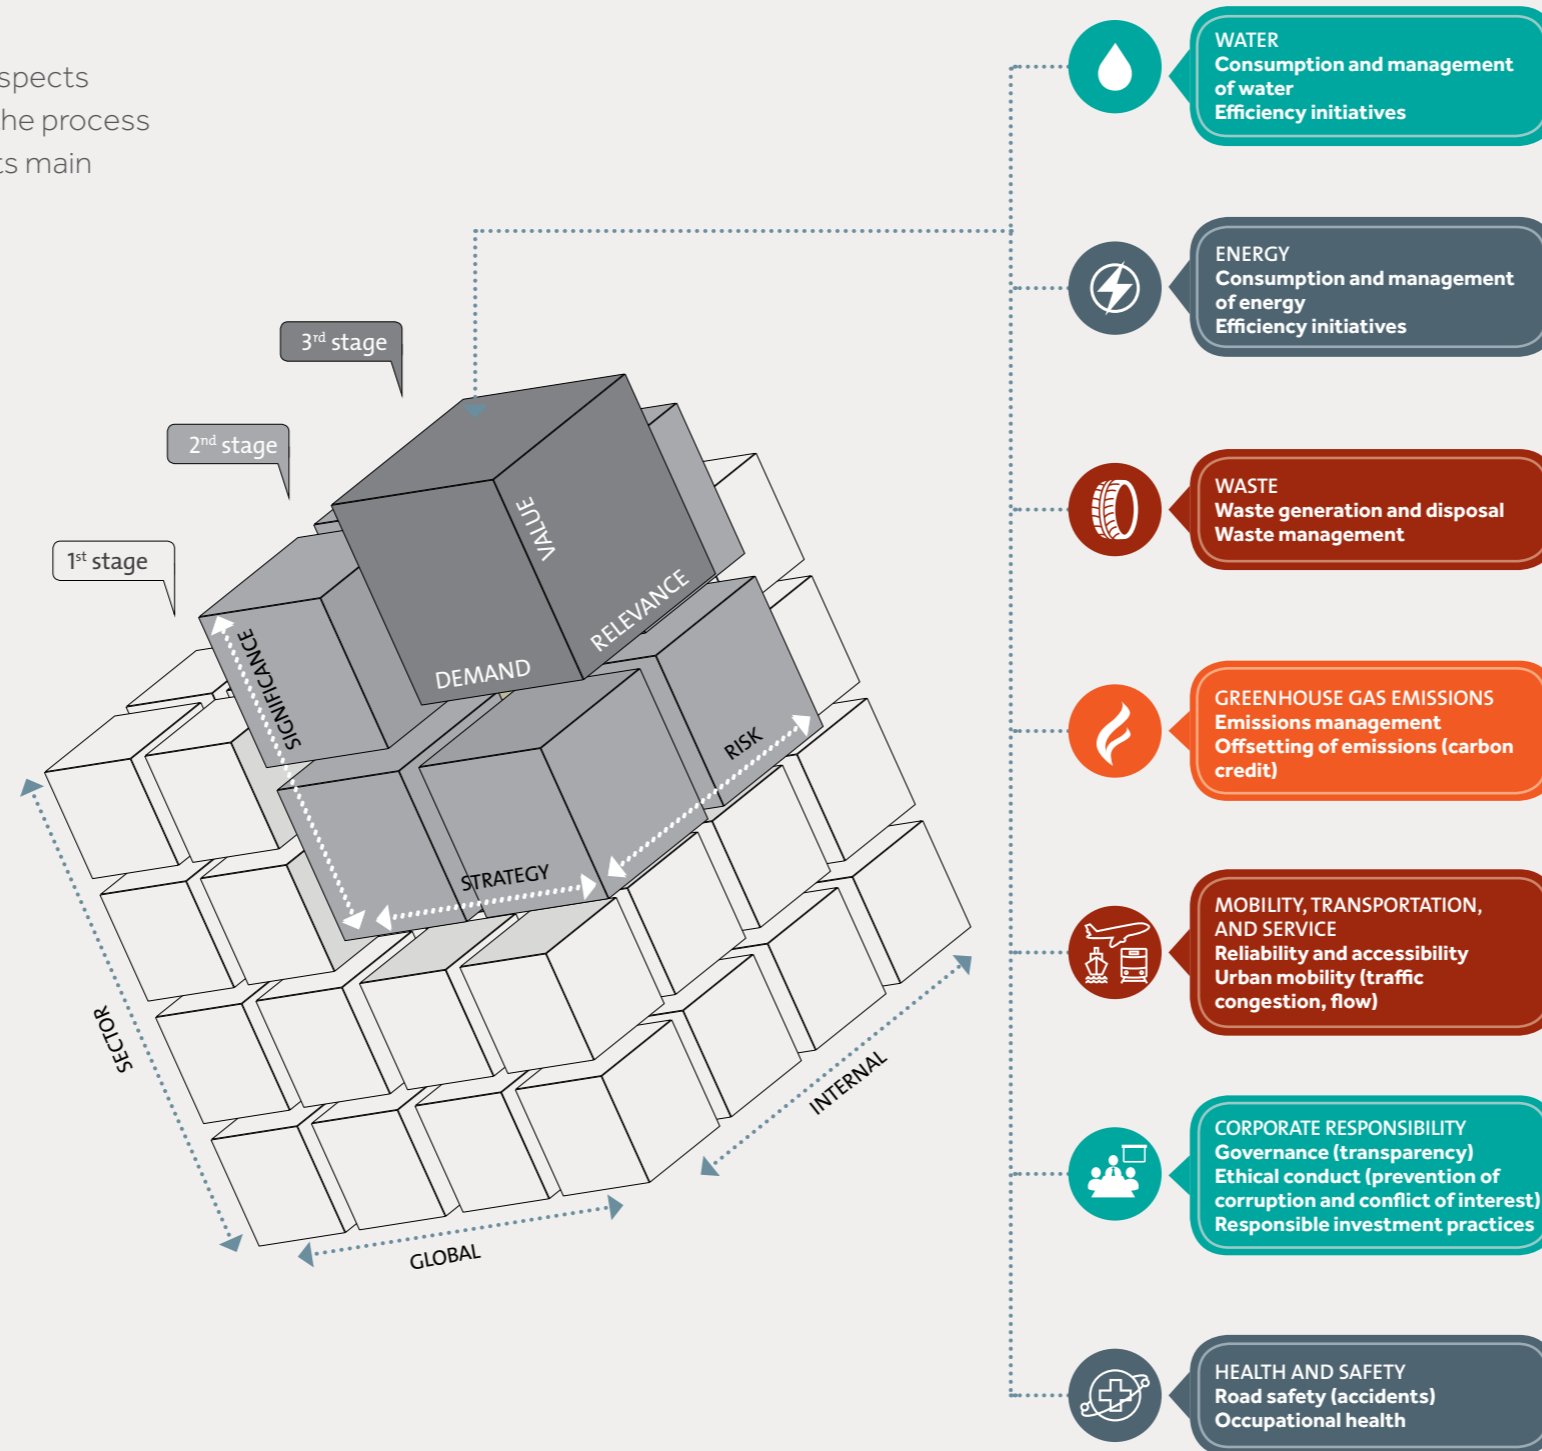 spects
he process
ts main
3rd stage
2nd stage
1st stage
VALUE
RELEVANCE
DEMAND
SIGNIFICANCE
RISK
STRATEGY
SECTOR
INTERNAL
GLOBAL
WATER
Consumption and management
of water
Efficiency initiatives
ENERGY
Consumption and management
of energy
Efficiency initiatives
WASTE
Waste generation and disposal
Waste management
GREENHOUSE GAS EMISSIONS
Emissions management
Offsetting of emissions (carbon
credit)
MOBILITY, TRANSPORTATION,
AND SERVICE
Reliability and accessibility
Urban mobility (traffic
congestion, flow)
CORPORATE RESPONSIBILITY
Governance (transparency)
Ethical conduct (prevention of
corruption and conflict of interest)
Responsible investment practices
HEALTH AND SAFETY
Road safety (accidents)
Occupational health